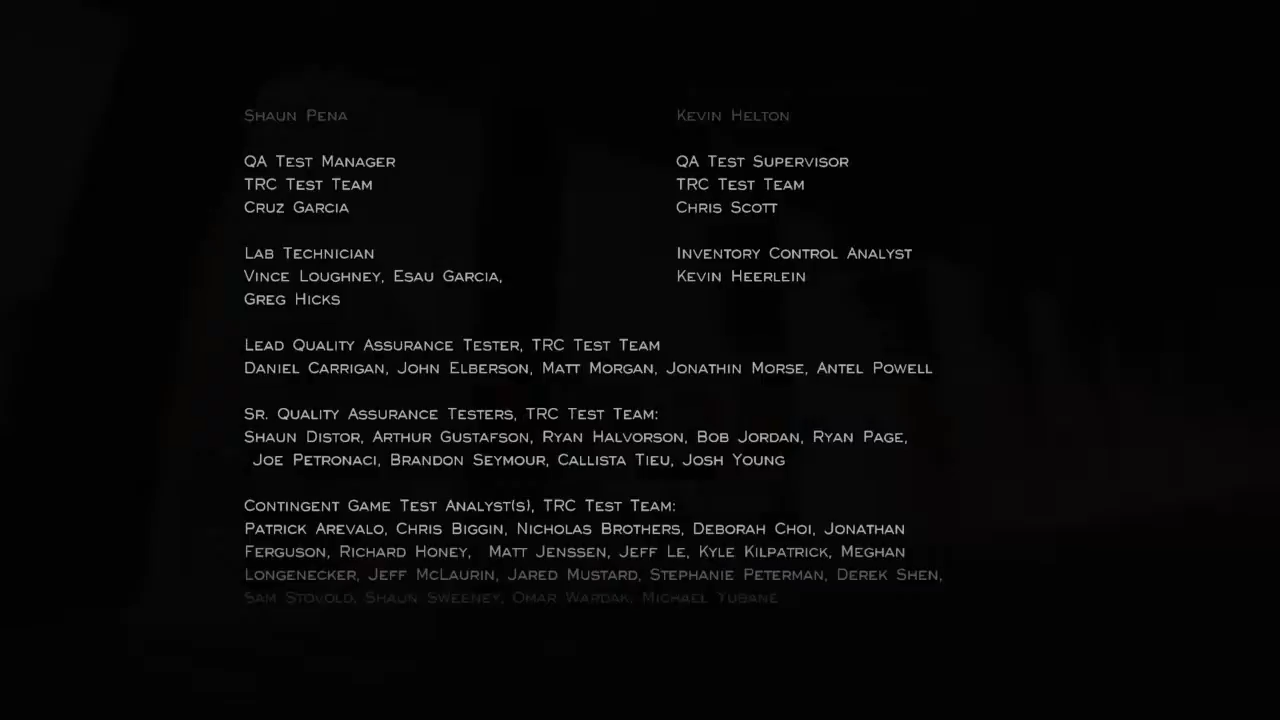 Shaun Pena
Kevin Helton
QA Test Manager
TRC Test Team
Cruz Garcia
QA Test Supervisor
TRC Test Team
Chris Scott
Lab Technician
Vince Loughney, Esau Garcia,
Greg Hicks
Inventory Control Analyst
Kevin Heerlein
Lead Quality Assurance Tester, TRC Test Team
Daniel Carrigan, John Elberson, Matt Morgan, Jonathin Morse, Antel Powell
Sr. Quality Assurance Testers, TRC Test Team:
Shaun Distor, Arthur Gustafson, Ryan Halvorson, Bob Jordan, Ryan Page,
Joe Petronaci, Brandon Seymour, Callista Tieu, Josh Young
Contingent Game Test Analyst(s), TRC Test Team:
Patrick Arevalo, Chris Biggin, Nicholas Brothers, Deborah Choi, Jonathan
Ferguson, Richard Honey, Matt Jenssen, Jeff Le, Kyle Kilpatrick, Meghan
Longenecker, Jeff McLaurin, Jared Mustard, Stephanie Peterman, Derek Shen,
Sam Stovold, Shaun Sweeney, Omar Wardak, Michael Yubane